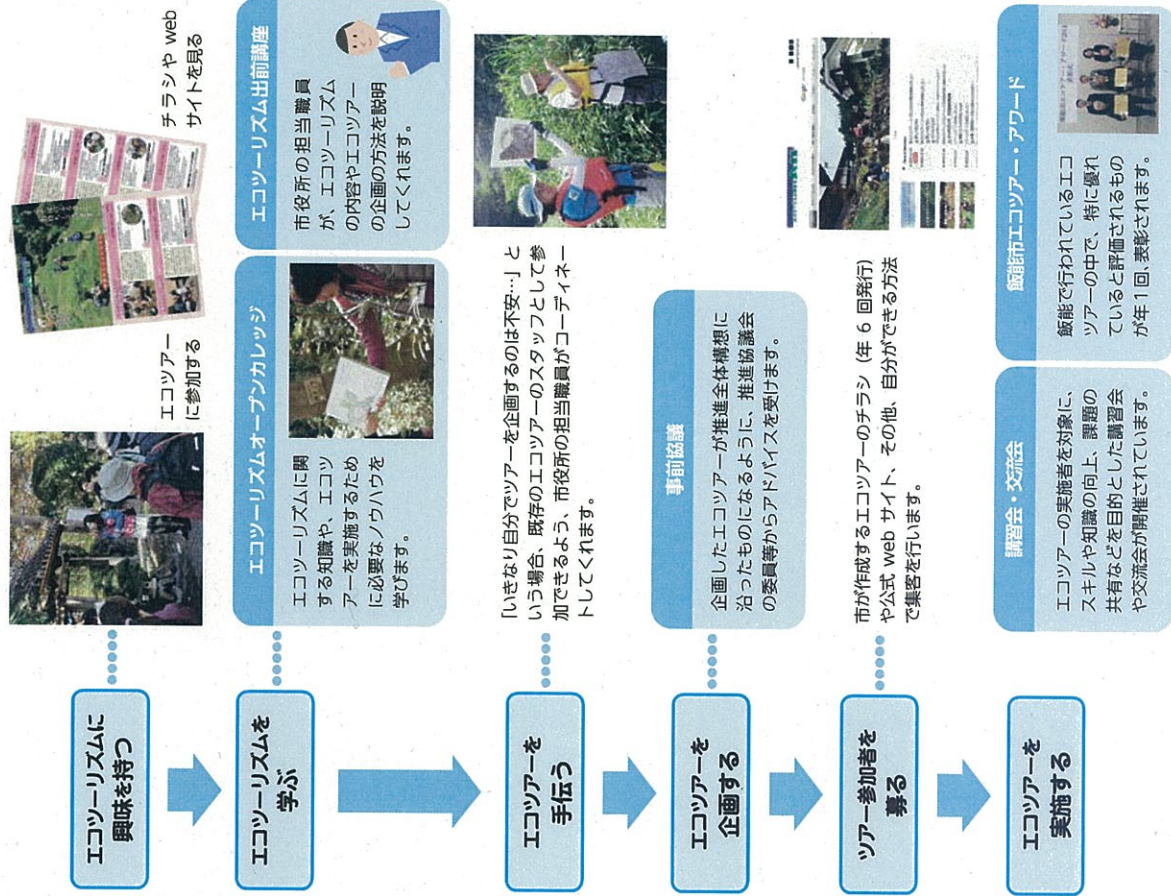 エコツーリズムに
興味を持つ
エコツアー
に参加する
チラシや web
サイトを見る
エコツーリズムを
学ぶ
エコツーリズムオープンカレッジ
エコツーリズムに関
する知識や、エコツ
アーを実施するため
に必要なノウハウを
学びます。
エコツーリズム出前講座
市役所の担当職員
が、エコツーリズム
の内容やエコツアー
の企画の方法を説明
してくれます。
エコツアーを
手伝う
「いきなり自分でツアーを企画するのは不安…」と
いう場合、既存のエコツアーのスタッフとして参
加できるよう、市役所の担当職員がコーディネー
トしてくれます。
エコツアーを
企画する
事前協議
企画したエコツアーが推進全体構想に
沿ったものになるように、推進協議会
の委員等からアドバイスを受けます。
ツアー参加者を
募る
市が作成するエコツアーのチラシ（年 6 回発行）
や公式 web サイト、その他、自分ができる方法
で集客を行います。
エコツアーを
実施する
講習会・交流会
エコツアーの実施者を対象に、
スキルや知識の向上、課題の
共有などを目的とした講習会
や交流会が開催されています。
飯能市エコツアー・アワード
飯能で行われているエコ
ツアーの中で、特に優れ
ていると評価されるもの
が年 1 回、表彰されます。